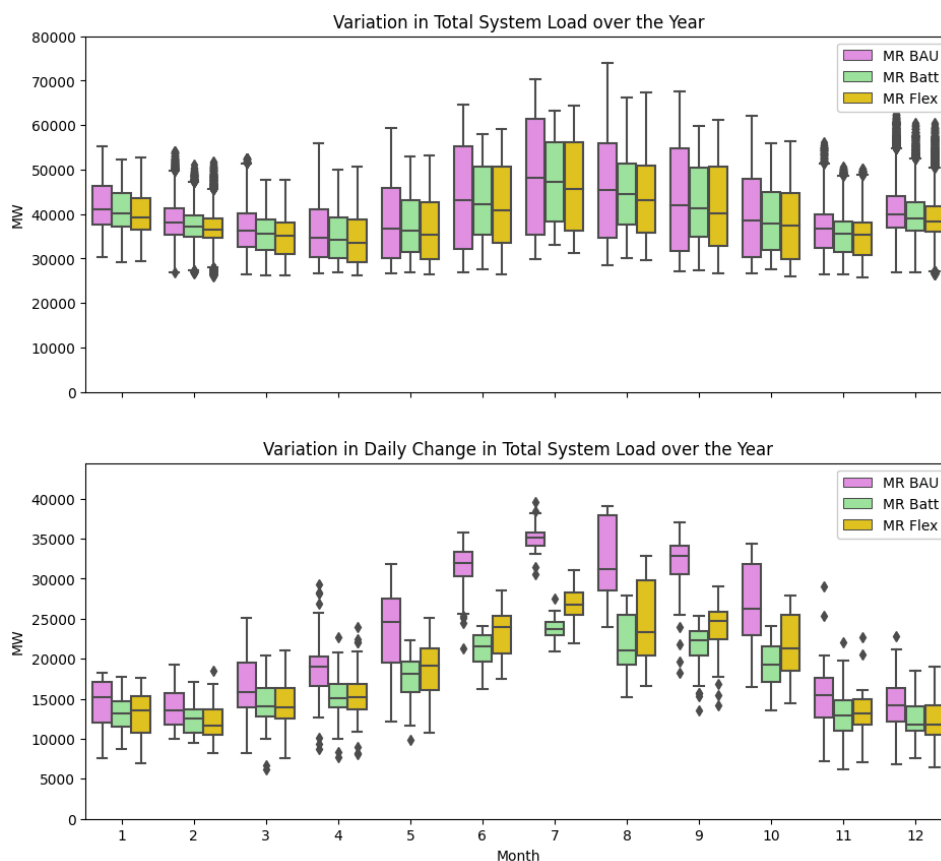 Variation in Total System Load over the Year
80000
70000
60000
50000
40000
30000
20000
10000
0
MW
MR BAU
MR Batt
MR Flex
Variation in Daily Change in Total System Load over the Year
40000
35000
30000
25000
20000
15000
10000
5000
0
MW
MR BAU
MR Batt
MR Flex
1 2 3 4 5 6 7 8 9 10 11 12
Month